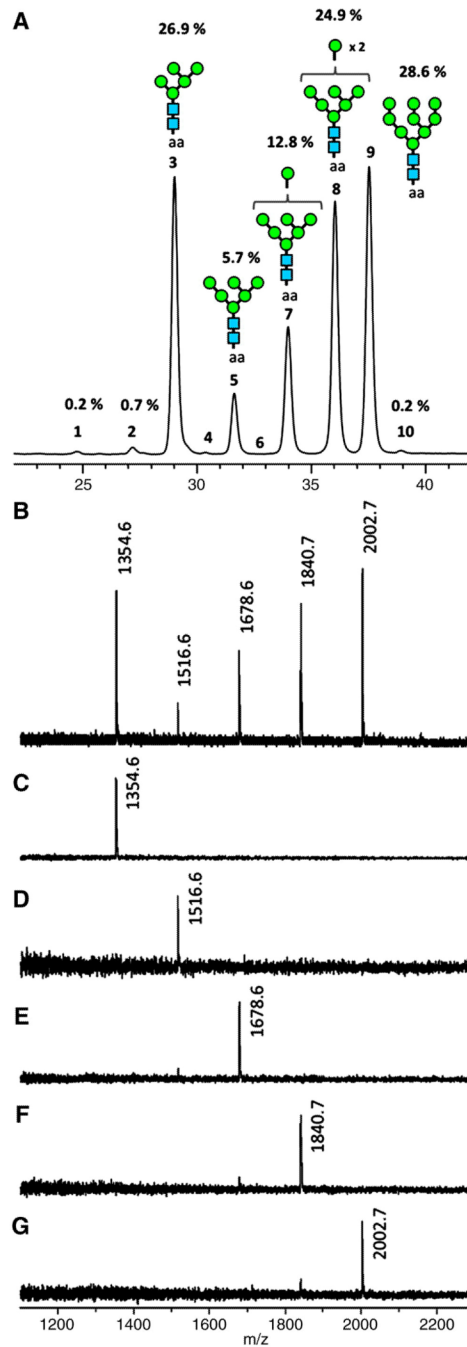 A
26.9 %
24.9 %
x 2
28.6 %
12.8 %
5.7 %
aa
3
aa
8
9
aa
aa
7
aa
5
0.2 %
0.7 %
0.2 %
1
2
4
6
10
25
30
35
40
B
1354.6
1516.6
1678.6
1840.7
2002.7
C
1354.6
D
1516.6
E
1678.6
F
1840.7
G
2002.7
1200
1400
1600
1800
2000
2200
m/z